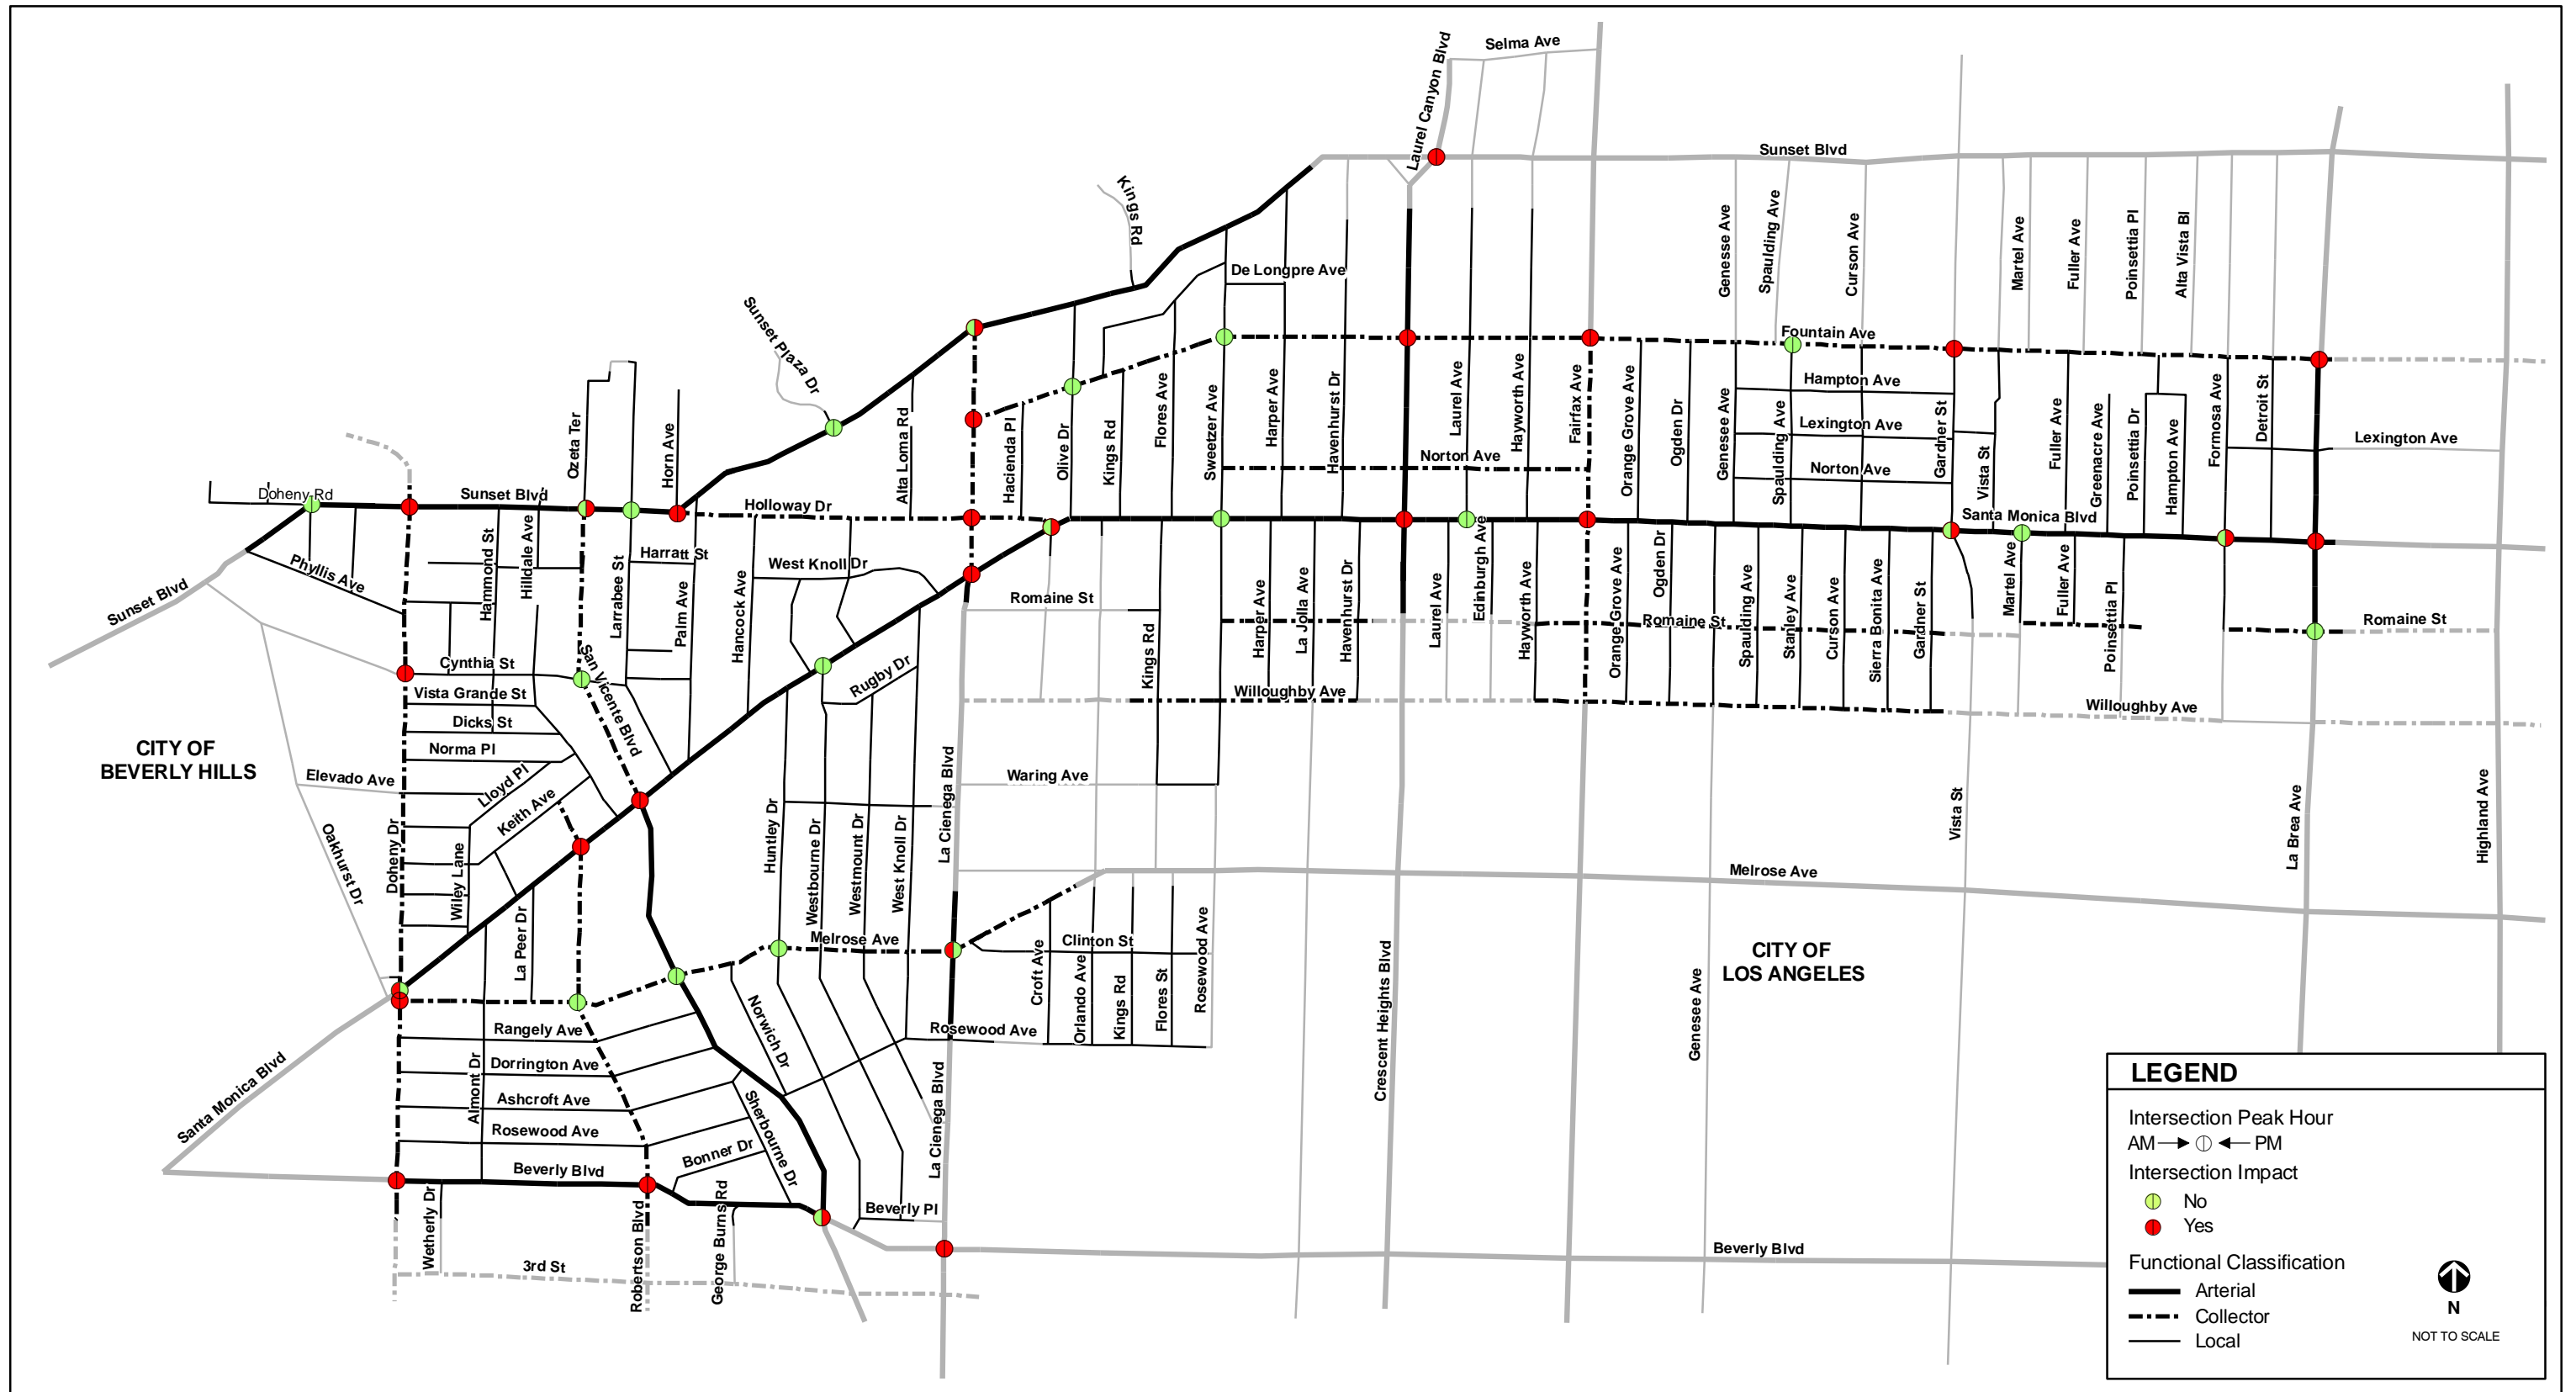 Selma Ave
Laurel Canyon Blvd
Sunset Blvd
Kings Rd
Genesee Ave
Spaulding Ave
Curson Ave
Martel Ave
Fuller Ave
Poinsettia Pl
Alta Vista Bl
De Longpre Ave
Sunset Plaza Dr
Fountain Ave
Hampton Ave
Lexington Ave
Norton Ave
Ozeta Ter
Horn Ave
Alta Loma Rd
Hacienda Pl
Olive Dr
Kings Rd
Flores Ave
Sweetzer Ave
Harper Ave
Havenhurst Dr
Laurel Ave
Hayworth Ave
Fairfax Ave
Orange Grove Ave
Ogden Dr
Genesee Ave
Spaulding Ave
Gardner St
Vista St
Fuller Ave
Greenacre Ave
Poinsettia Dr
Hampton Ave
Formosa Ave
Detroit St
Lexington Ave
Norton Ave
Doheny Rd
Sunset Blvd
Holloway Dr
Santa Monica Blvd
Phyllis Ave
Sunset Blvd
Hammond St
Hilldale Ave
Larrabee St
Harratt St
Palm Ave
Hancock Ave
West Knoll Dr
Romaine St
Kings Rd
Harper Ave
La Jolla Ave
Havenhurst Dr
Laurel Ave
Edinburgh Ave
Hayworth Ave
Orange Grove Ave
Ogden Dr
Romaine St
Spaulding Ave
Stanley Ave
Curson Ave
Sierra Bonita Ave
Gardner St
Martel Ave
Fuller Ave
Poinsettia Pl
Romaine St
Cynthia St
San Vicente Blvd
Rugby Dr
Vista Grande St
Dicks St
Norma Pl
Willoughby Ave
Willoughby Ave
CITY OF
BEVERLY HILLS
Elevado Ave
Lloyd Pl
Keith Ave
Waring Ave
Oakhurst Dr
Doheny Dr
Wiley Lane
La Peer Dr
Huntley Dr
Westbourne Dr
Westmount Dr
West Knoll Dr
La Cienega Blvd
Vista St
La Brea Ave
Highland Ave
Melrose Ave
Melrose Ave
Clinton St
Croft Ave
Orlando Ave
Kings Rd
Flores St
Rosewood Ave
CITY OF
LOS ANGELES
Crescent Heights Blvd
Genesee Ave
Norwich Dr
Rosewood Ave
Rangely Ave
Dorrington Ave
Ashcroft Ave
Rosewood Ave
Almont Dr
Santa Monica Blvd
Sherbourne Dr
Bonner Dr
La Cienega Blvd
Beverly Blvd
Beverly Pl
Wetherly Dr
Robertson Blvd
George Burns Rd
3rd St
Beverly Blvd
LEGEND
Intersection Peak Hour
AM PM
Intersection Impact
No
Yes
Functional Classification
Arterial
Collector
Local
N
NOT TO SCALE